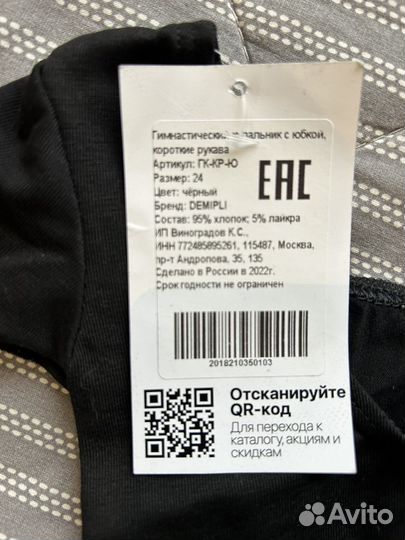 Гимнастический купальник с юбкой,
короткие рукава
Артикул: ГК-КР-Ю
Размер: 24
Цвет: чёрный
Бренд: DEMIPLI
Состав: 95% хлопок; 5% лайкра
ИП Виноградов К.С.,
ИНН 772485895261, 115487, Москва,
пр-т Андропова, 35, 135
Сделано в России в 2022г.
Срок годности не ограничен
EAC
2018210350103
Отсканируйте
QR-код
Для перехода к
каталогу, акциям и
скидкам
Avito